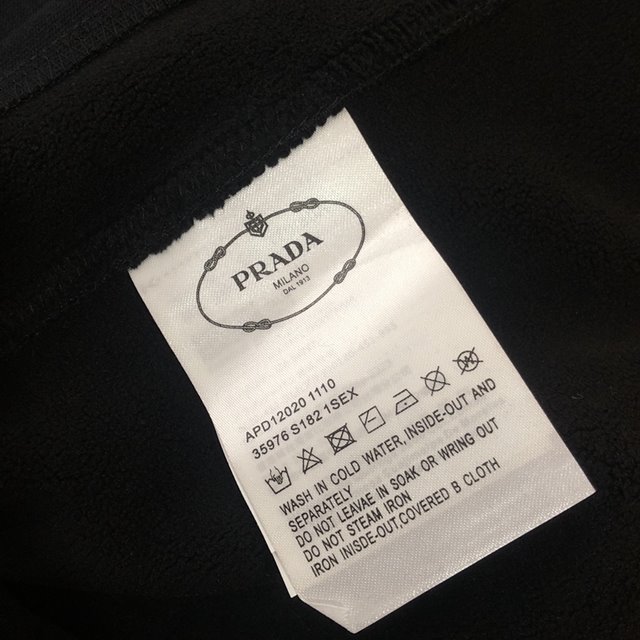 PRADA
MILANO
DAL 1913
APD12020 1110
35976 S182 1SEX
WASH IN COLD WATER, INSIDE-OUT AND
SEPARATELY
DO NOT LEAVAE IN SOAK OR WRING OUT
DO NOT STEAM IRON
IRON INISDE-OUT,COVERED B CLOTH